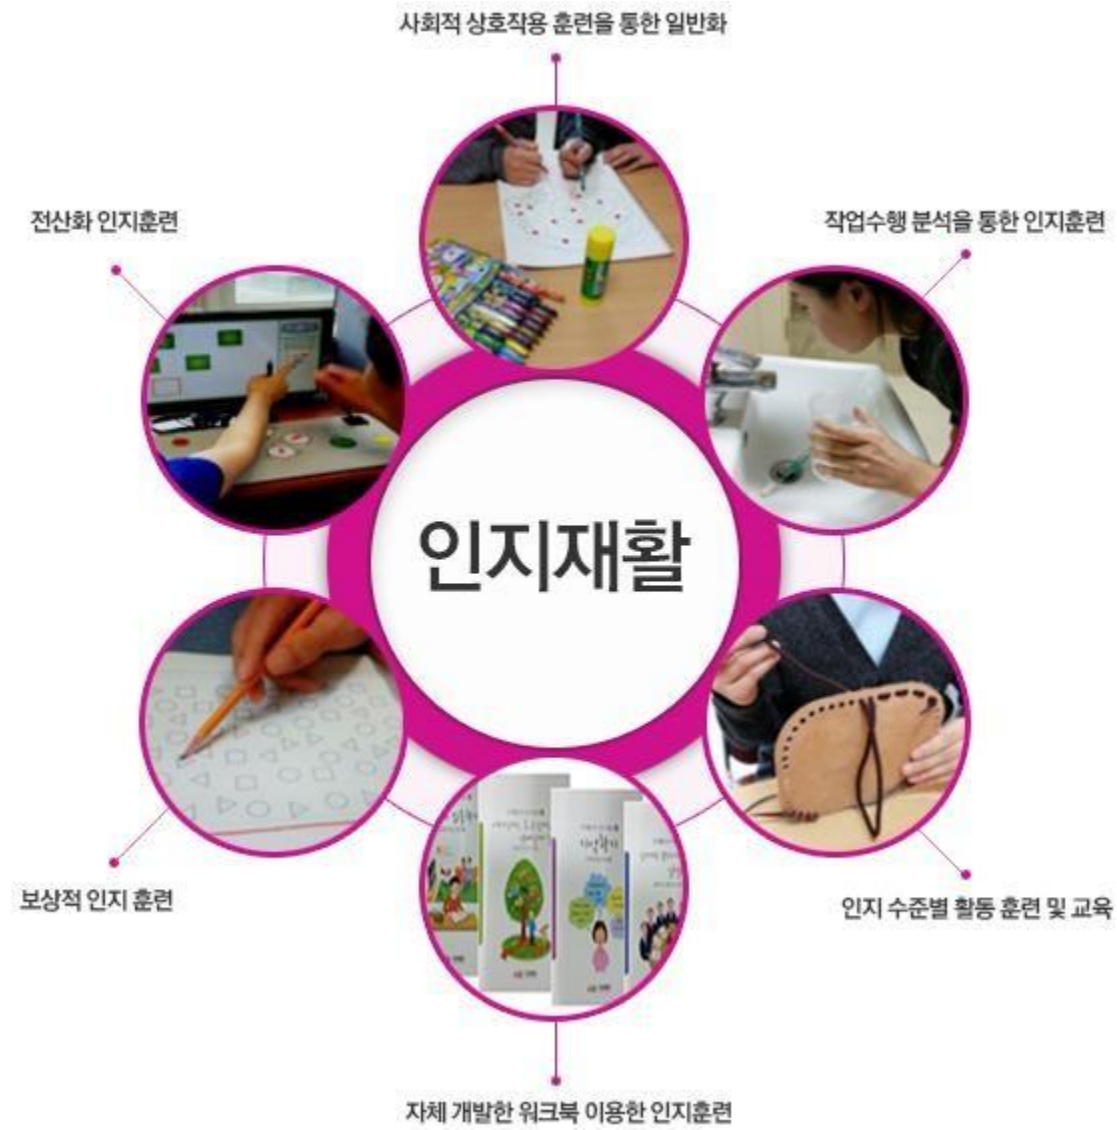 사회적 상호작용 훈련을 통한 일반화
전산화 인지훈련
작업수행 분석을 통한 인지훈련
인지재활
보상적 인지 훈련
인지 수준별 활동 훈련 및 교육
자체 개발한 워크북 이용한 인지훈련